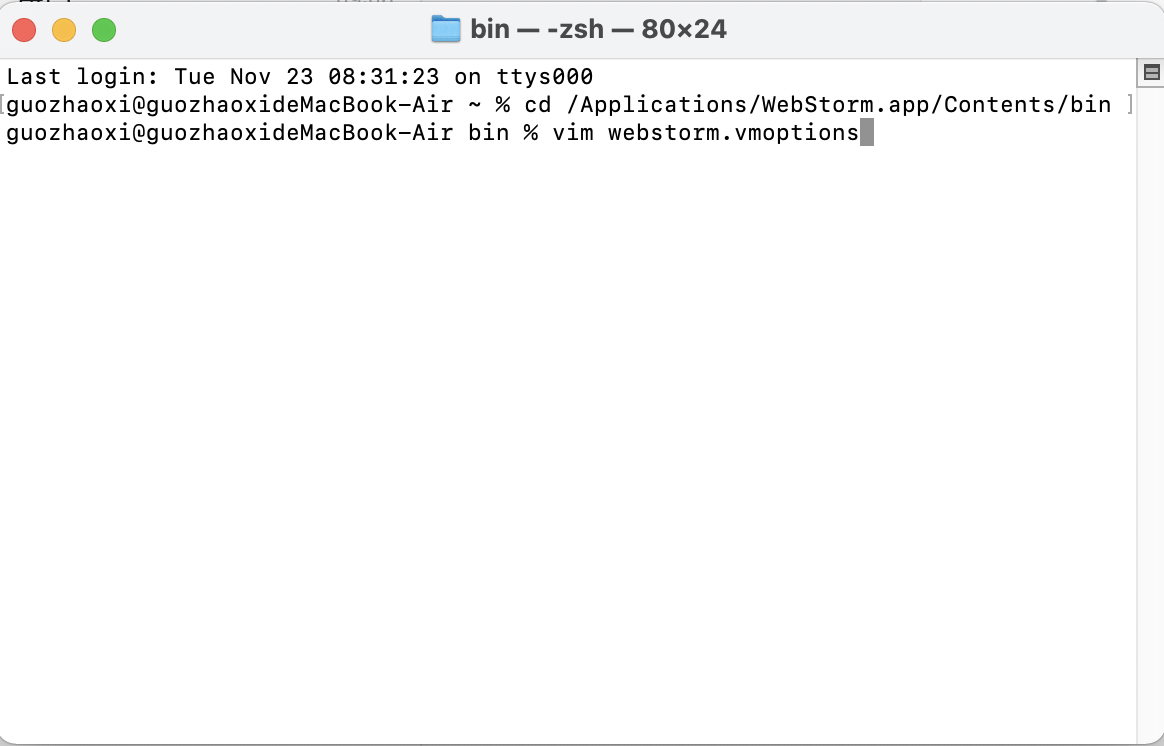 bin — -zsh — 80×24
Last login: Tue Nov 23 08:31:23 on ttys000
[guozhaoxi@guozhaoxideMacBook-Air ~ % cd /Applications/WebStorm.app/Contents/bin ]
guozhaoxi@guozhaoxideMacBook-Air bin % vim webstorm.vmoptions